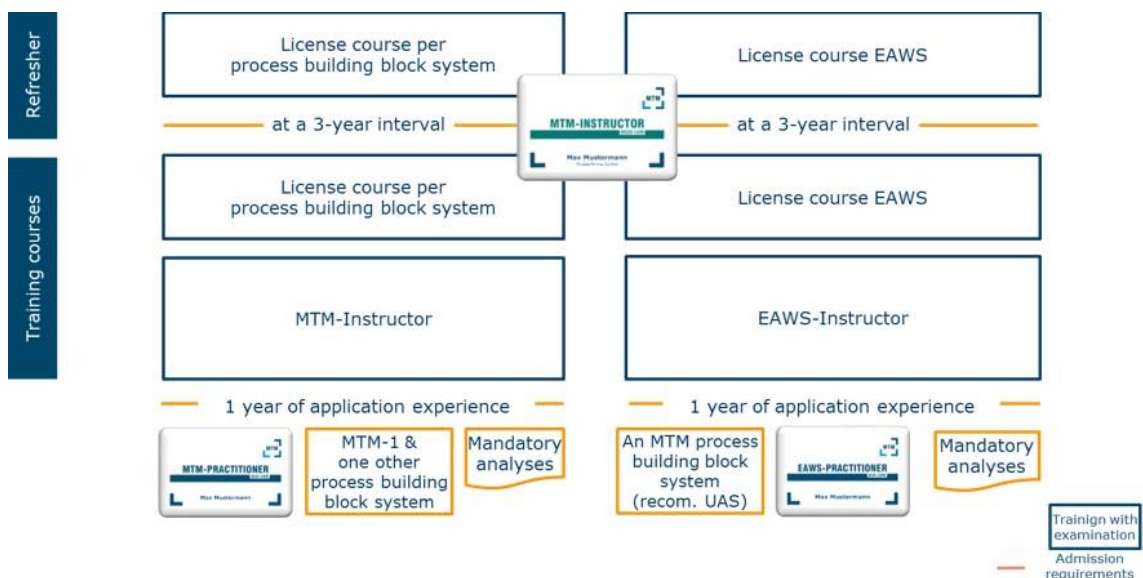 Refresher
License course per
process building block system
License course EAWS
MTM
MTM-INSTRUCTOR
Max Mustermann
at a 3-year interval
at a 3-year interval
Training courses
License course per
process building block system
License course EAWS
MTM-Instructor
EAWS-Instructor
1 year of application experience
1 year of application experience
MTM
MTM-PRACTITIONER
Max Mustermann
MTM-1 &
one other
process building
block system
Mandatory
analyses
An MTM process
building block
system
(recom. UAS)
MTM
EAWS-PRACTITIONER
Max Mustermann
Mandatory
analyses
Trainign with
examination
Admission
requirements